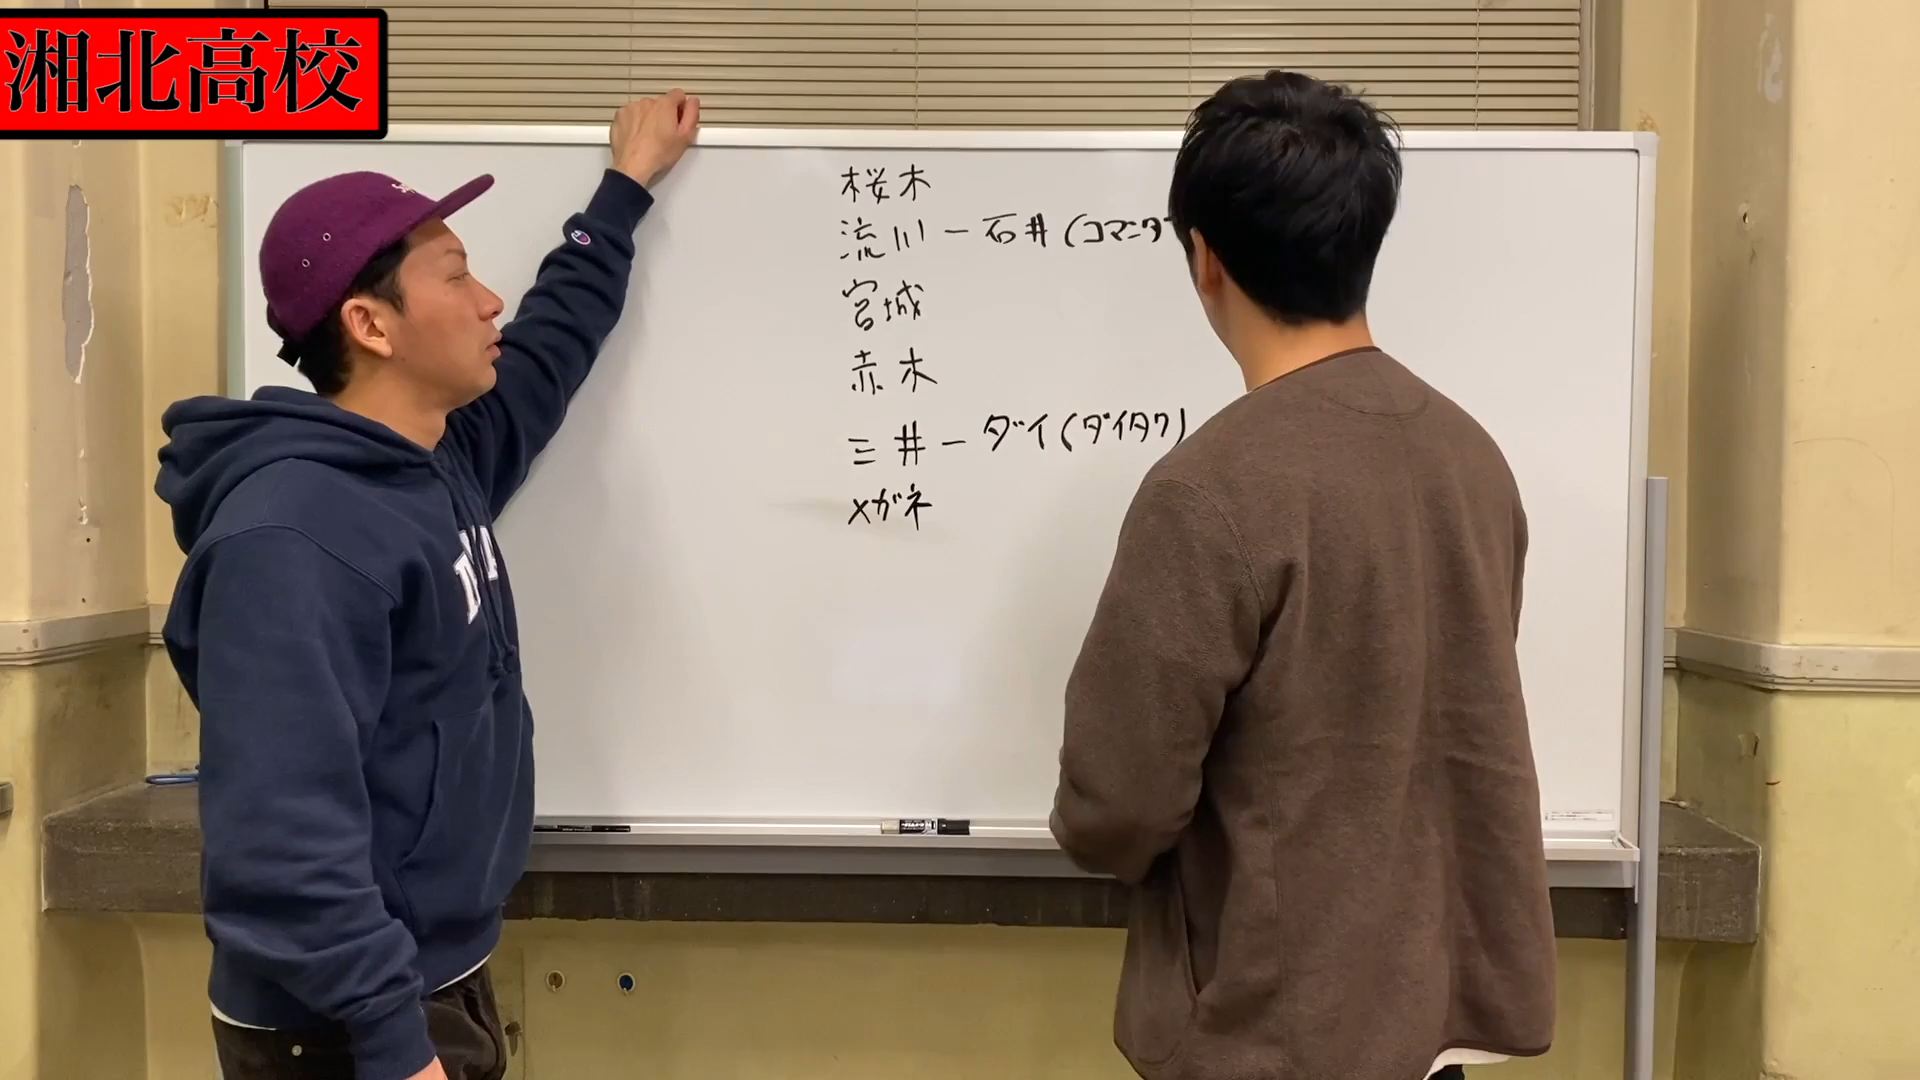 湘北高校
桜木
流川 ー 石井 (コマンダ
宮城
赤木
三井 ー ダイ (ダイタク)
メガネ